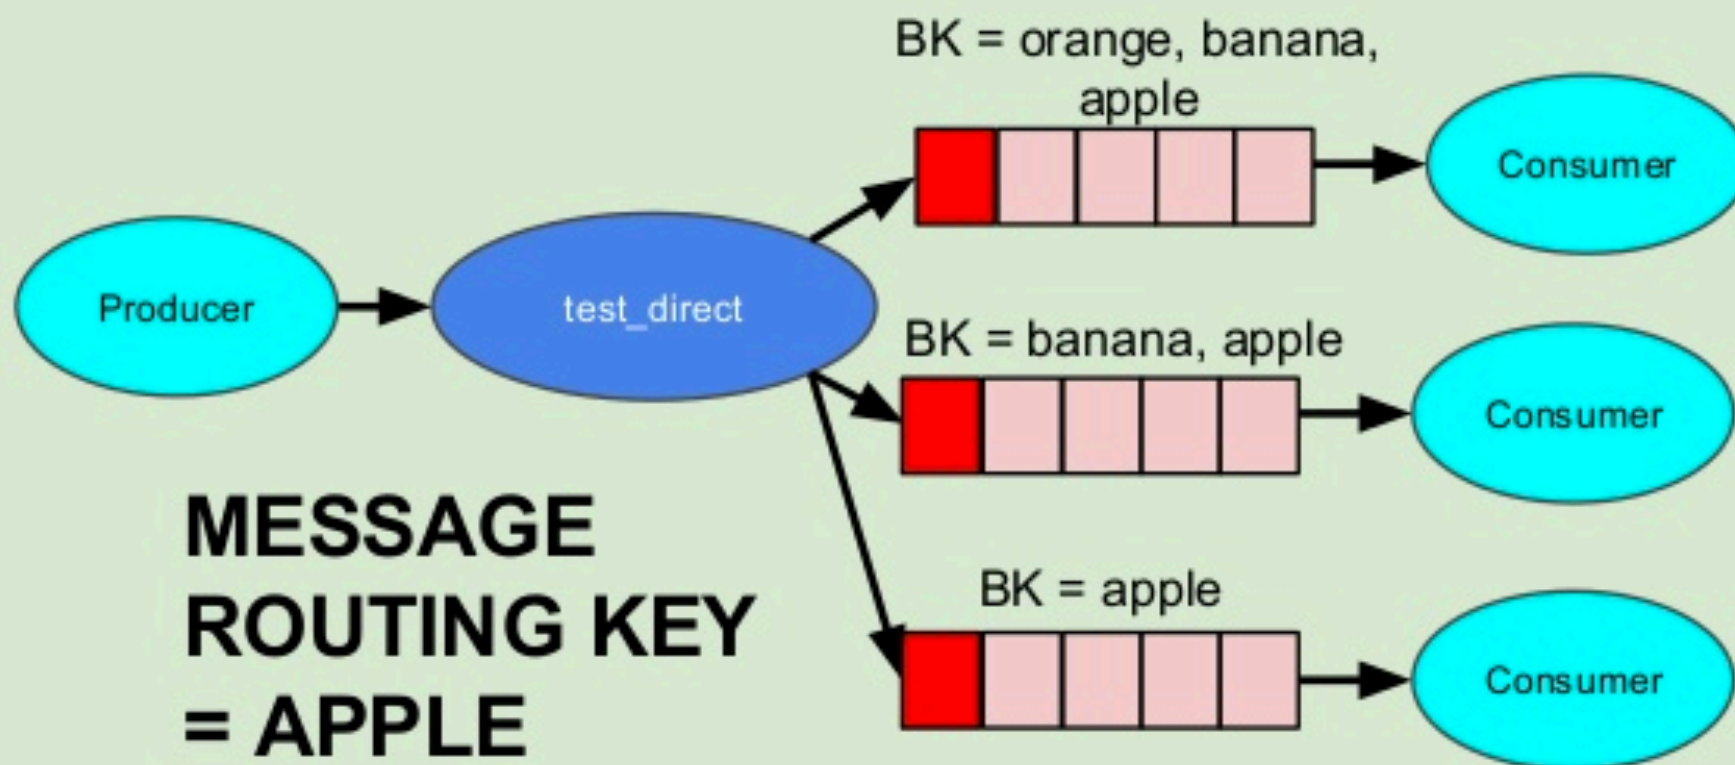 BK = orange, banana,
apple
Consumer
Producer
test_direct
BK = banana, apple
Consumer
MESSAGE
ROUTING KEY
= APPLE
BK = apple
Consumer